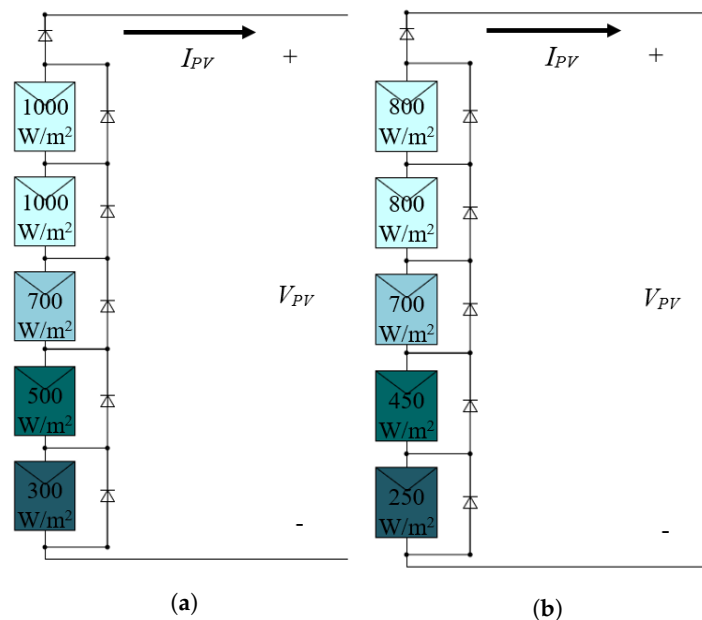 I_PV
+
1000
W/m²
1000
W/m²
700
W/m²
V_PV
500
W/m²
300
W/m²
-
(a)
I_PV
+
800
W/m²
800
W/m²
700
W/m²
V_PV
450
W/m²
250
W/m²
-
(b)